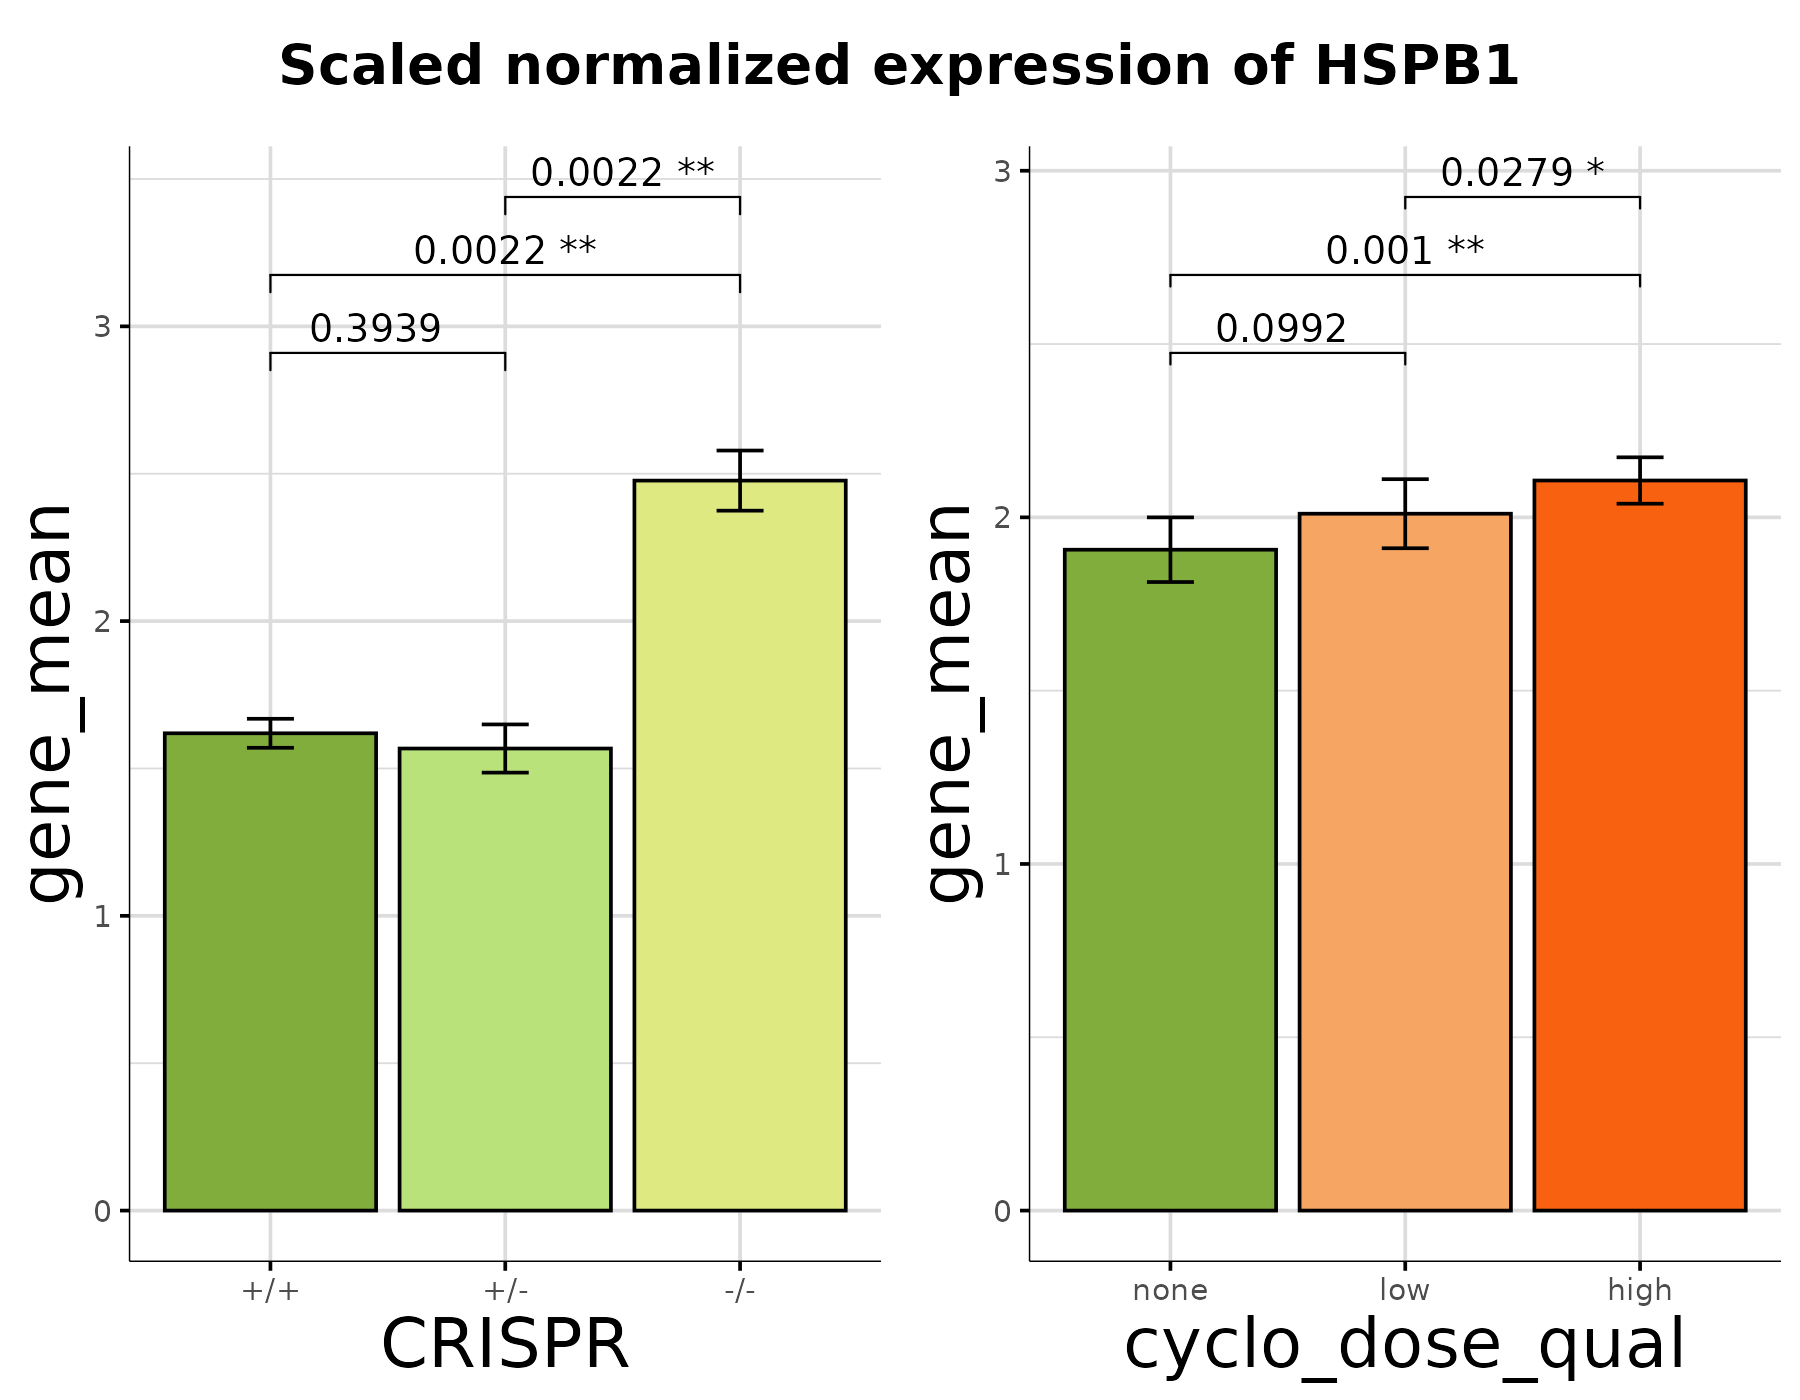 Scaled normalized expression of HSPB1
gene_mean
3
2
1
0
0.0022 **
0.0022 **
0.3939
+/+
+/-
-/-
CRISPR
gene_mean
3
2
1
0
0.0279 *
0.001 **
0.0992
none
low
high
cyclo_dose_qual